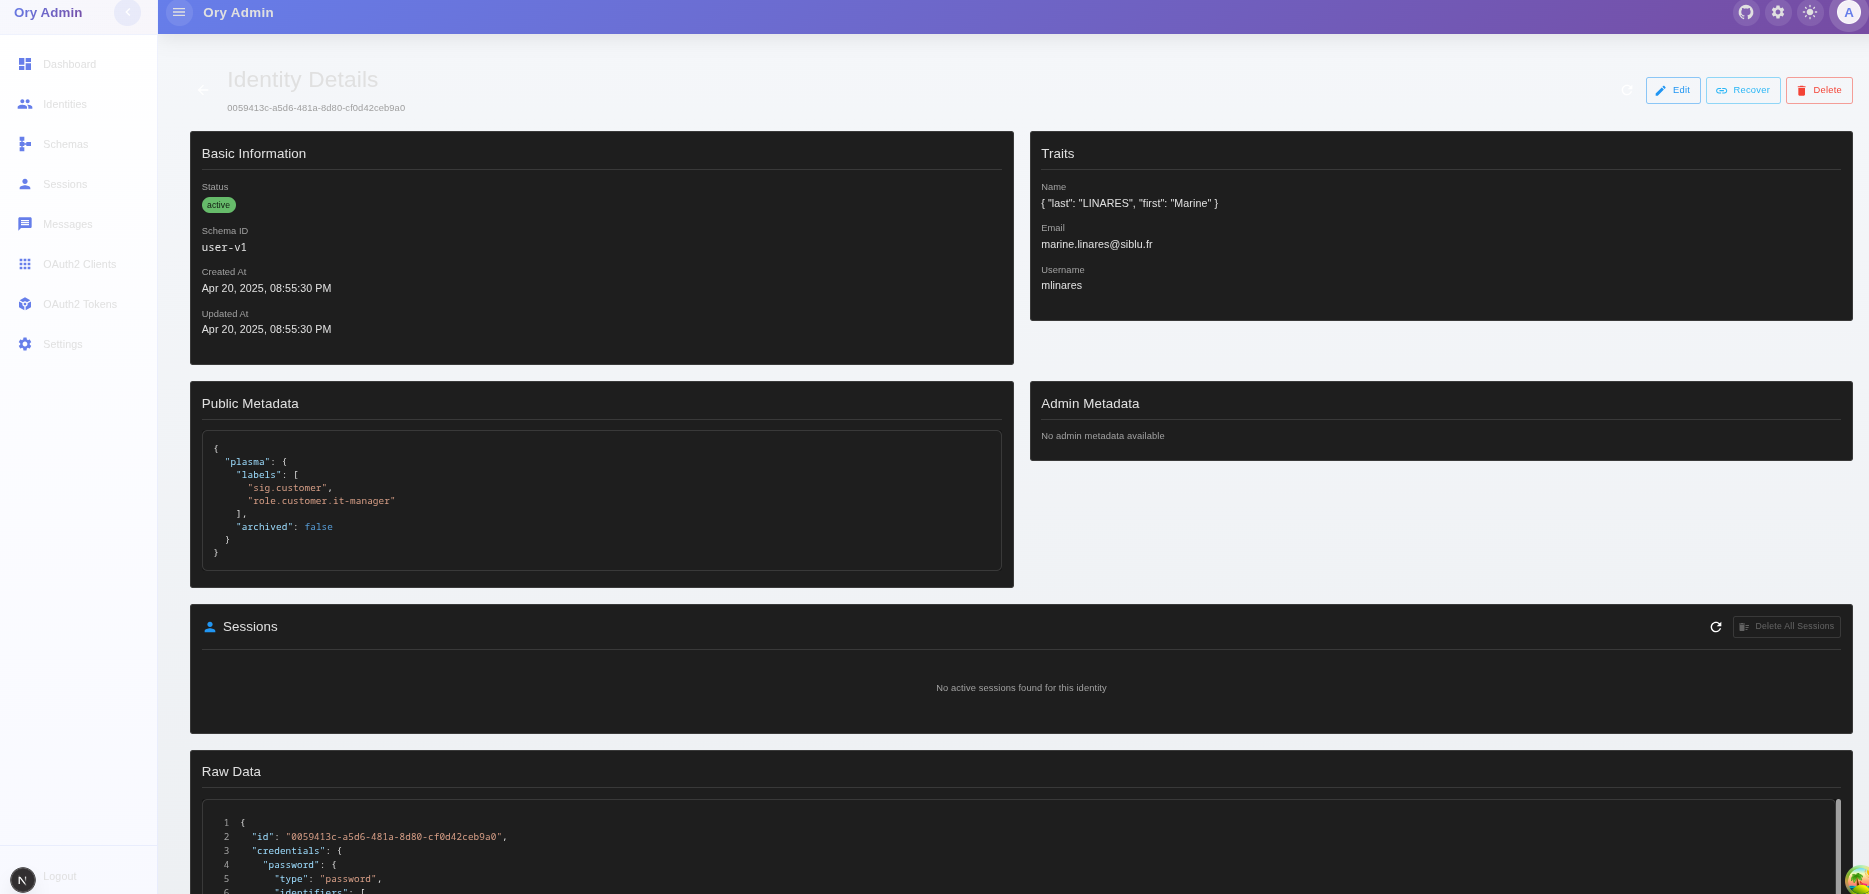 Ory Admin
Ory Admin
A
Dashboard
Identities
Schemas
Sessions
Messages
OAuth2 Clients
OAuth2 Tokens
Settings
Logout
N
Identity Details
0059413c-a5d6-481a-8d80-cf0d42ceb9a0
Edit
Recover
Delete
Basic Information
Status
active
Schema ID
user-v1
Created At
Apr 20, 2025, 08:55:30 PM
Updated At
Apr 20, 2025, 08:55:30 PM
Traits
Name
{ "last": "LINARES", "first": "Marine" }
Email
marine.linares@siblu.fr
Username
mlinares
Public Metadata
{
"plasma": {
"labels": [
"sig.customer",
"role.customer.it-manager"
],
"archived": false
}
}
Admin Metadata
No admin metadata available
Sessions
Delete All Sessions
No active sessions found for this identity
Raw Data
1 {
2 "id": "0059413c-a5d6-481a-8d80-cf0d42ceb9a0",
3 "credentials": {
4 "password": {
5 "type": "password",
6 "identifiers": [